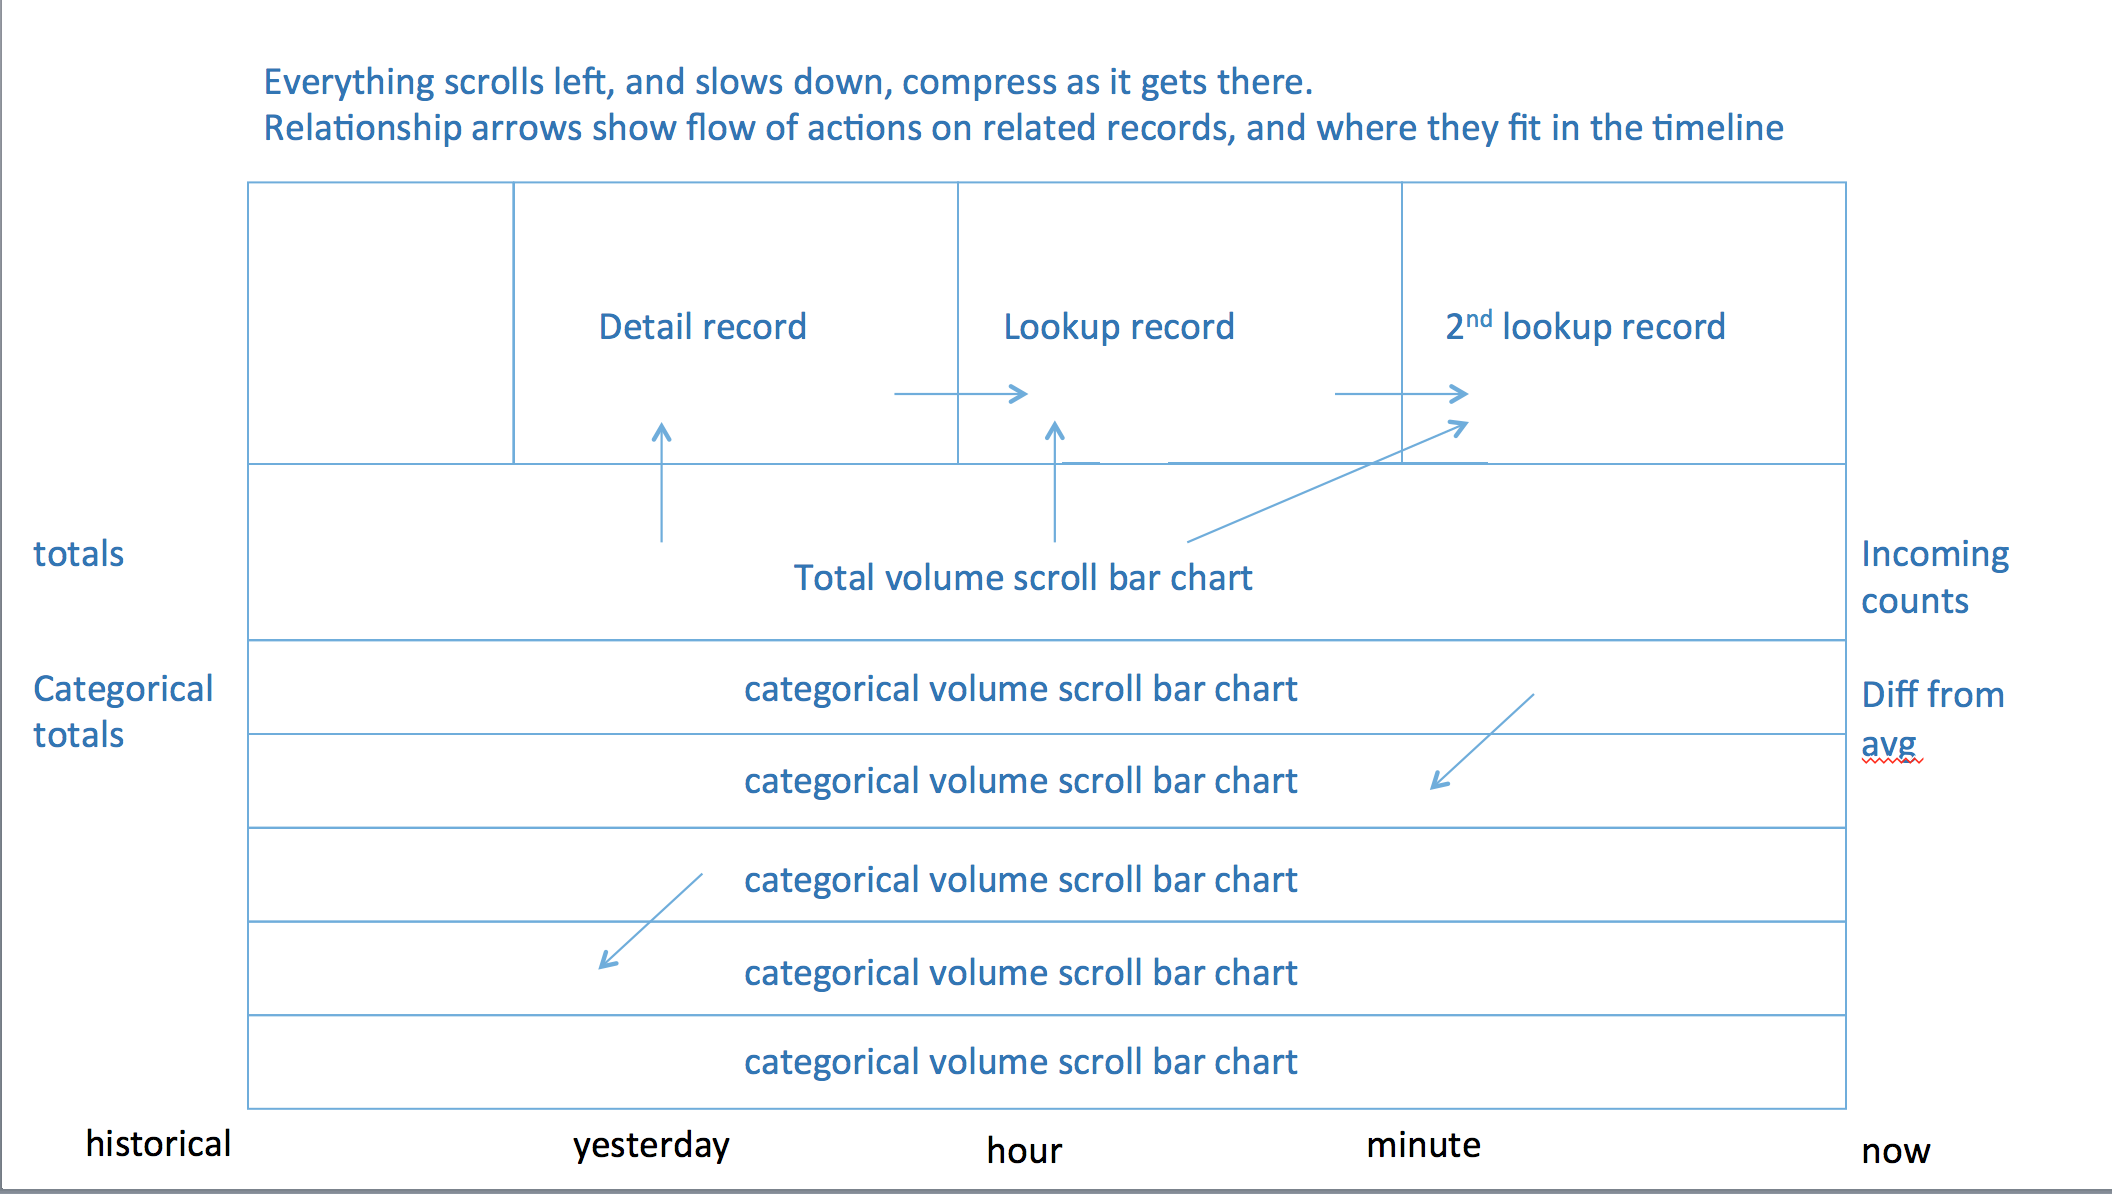 Everything scrolls left, and slows down, compress as it gets there.
Relationship arrows show flow of actions on related records, and where they fit in the timeline
Detail record
Lookup record
2nd lookup record
totals
Total volume scroll bar chart
Incoming
counts
Categorical
totals
categorical volume scroll bar chart
Diff from
avg
categorical volume scroll bar chart
categorical volume scroll bar chart
categorical volume scroll bar chart
categorical volume scroll bar chart
historical
yesterday
hour
minute
now